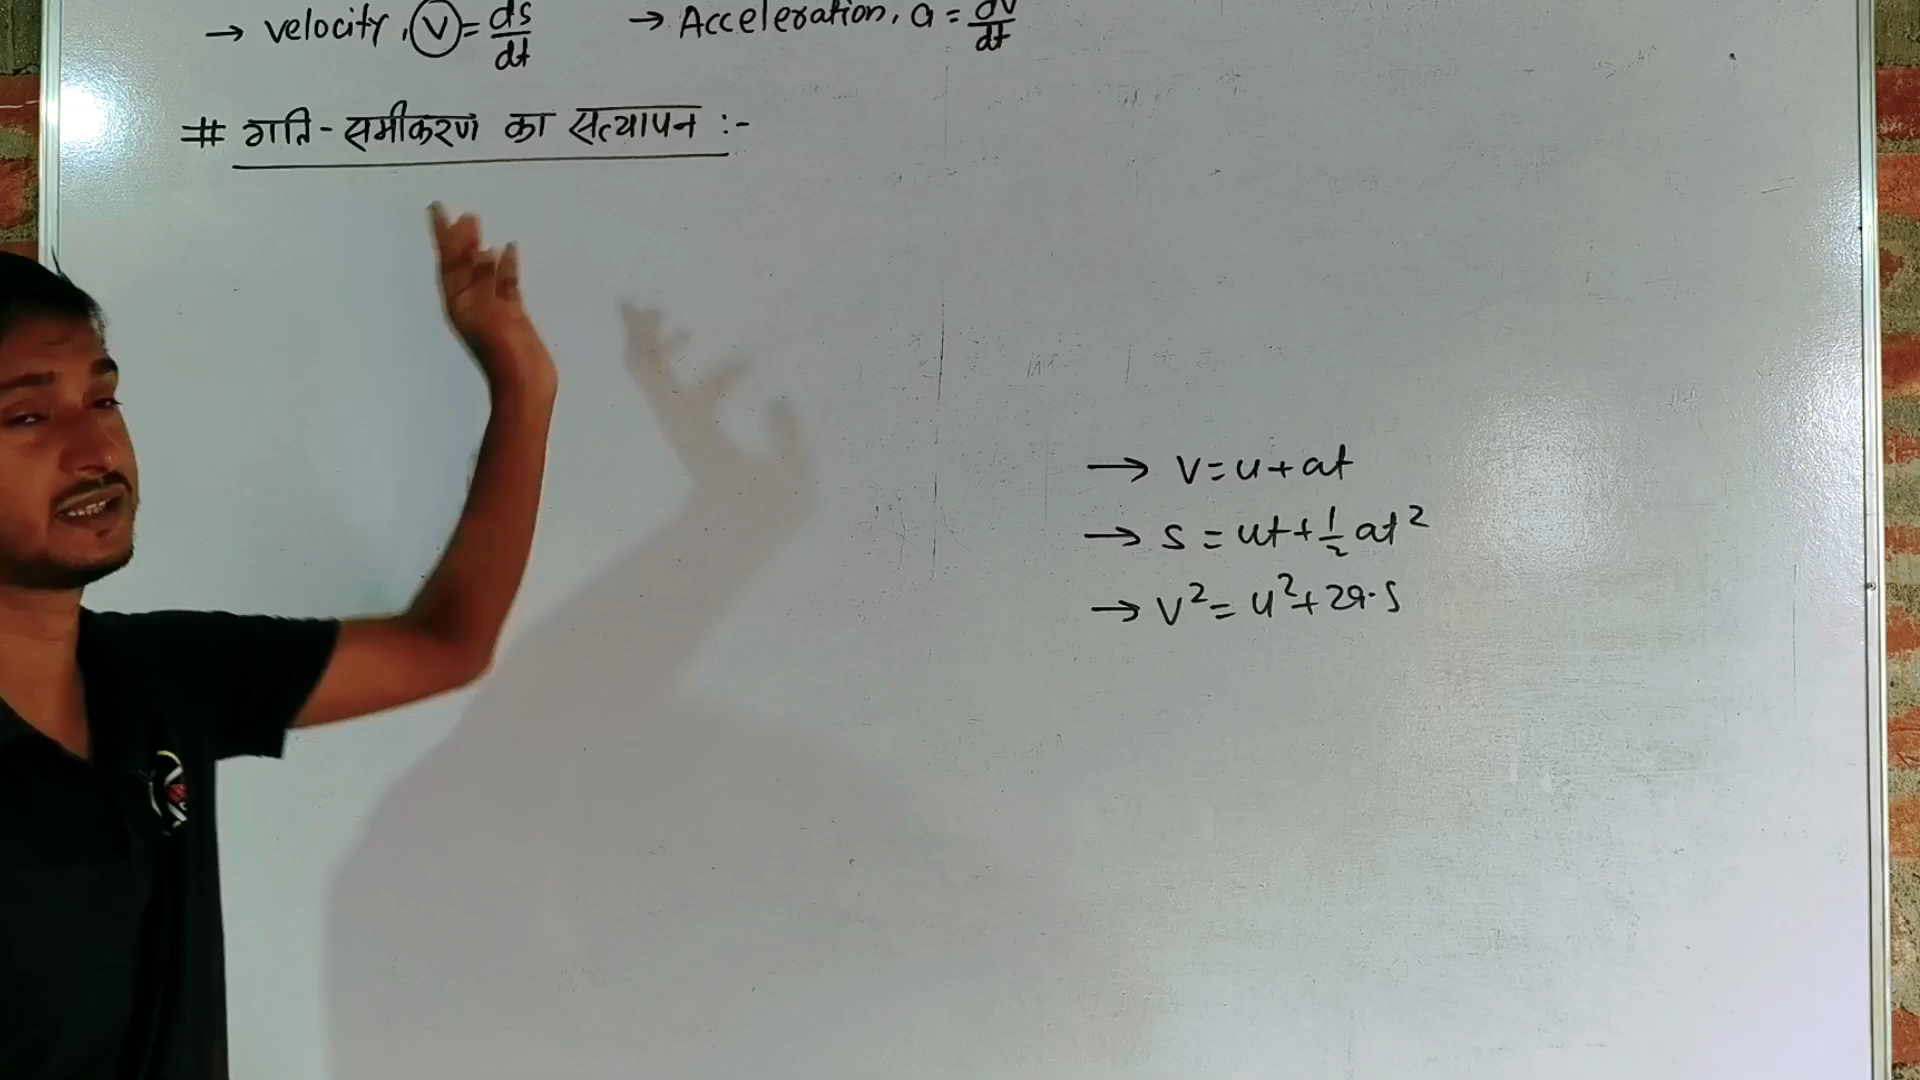 → velocity, v = ds/dt → Acceleration, a = dv/dt
# गति - समीकरण का सत्यापन :-
→ v = u + at
→ s = ut + 1/2 at²
→ v² = u² + 2a·s